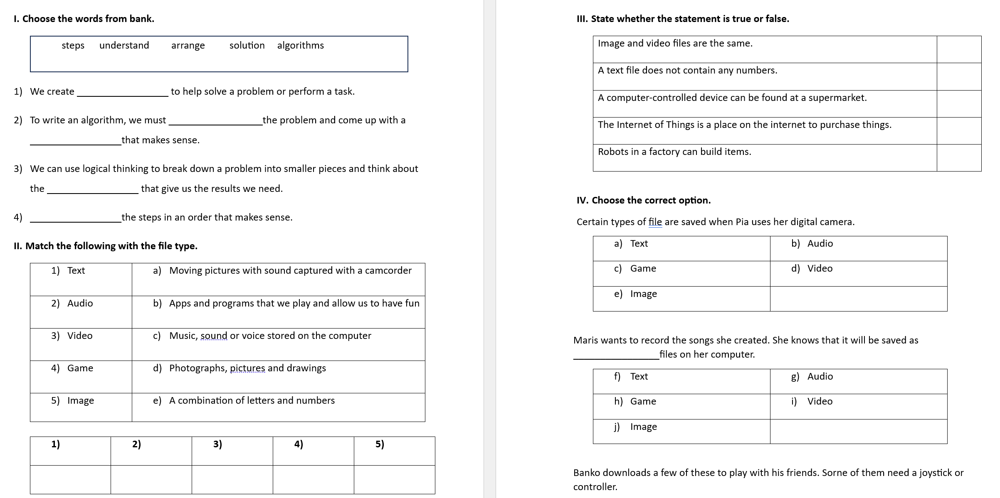 I. Choose the words from bank.
steps understand arrange solution algorithms
1) We create _________________ to help solve a problem or perform a task.
2) To write an algorithm, we must _________________the problem and come up with a
_________________that makes sense.
3) We can use logical thinking to break down a problem into smaller pieces and think about
the _________________ that give us the results we need.
4) _________________the steps in an order that makes sense.
II. Match the following with the file type.
1) Text a) Moving pictures with sound captured with a camcorder
2) Audio b) Apps and programs that we play and allow us to have fun
3) Video c) Music, sound or voice stored on the computer
4) Game d) Photographs, pictures and drawings
5) Image e) A combination of letters and numbers
1) 2) 3) 4) 5)
III. State whether the statement is true or false.
Image and video files are the same.
A text file does not contain any numbers.
A computer-controlled device can be found at a supermarket.
The Internet of Things is a place on the internet to purchase things.
Robots in a factory can build items.
IV. Choose the correct option.
Certain types of file are saved when Pia uses her digital camera.
a) Text b) Audio
c) Game d) Video
e) Image
Maris wants to record the songs she created. She knows that it will be saved as
________________files on her computer.
f) Text g) Audio
h) Game i) Video
j) Image
Banko downloads a few of these to play with his friends. Sorne of them need a joystick or
controller.